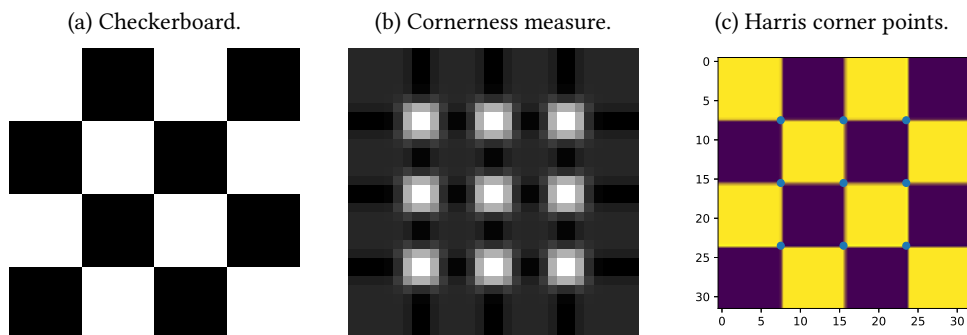 (a) Checkerboard.
(b) Cornerness measure.
(c) Harris corner points.
0
5
10
15
20
25
30
0 5 10 15 20 25 30